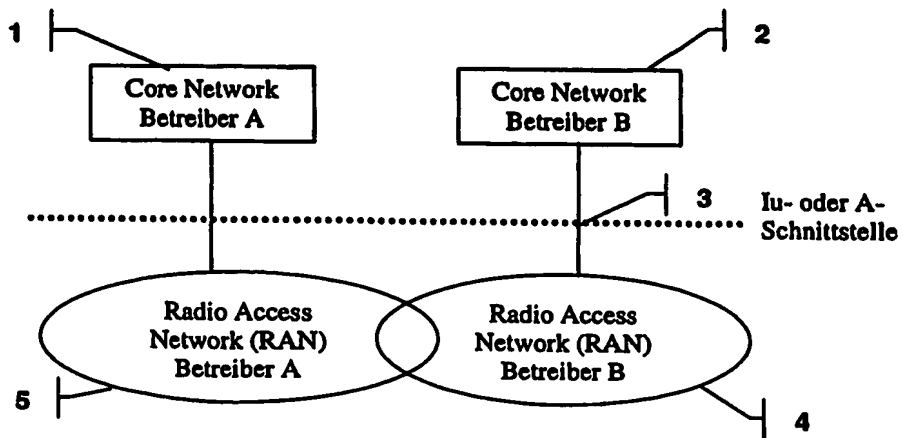 1
2
Core Network
Betreiber A
Core Network
Betreiber B
3
Iu- oder A-
Schnittstelle
Radio Access
Network (RAN)
Betreiber A
Radio Access
Network (RAN)
Betreiber B
5
4